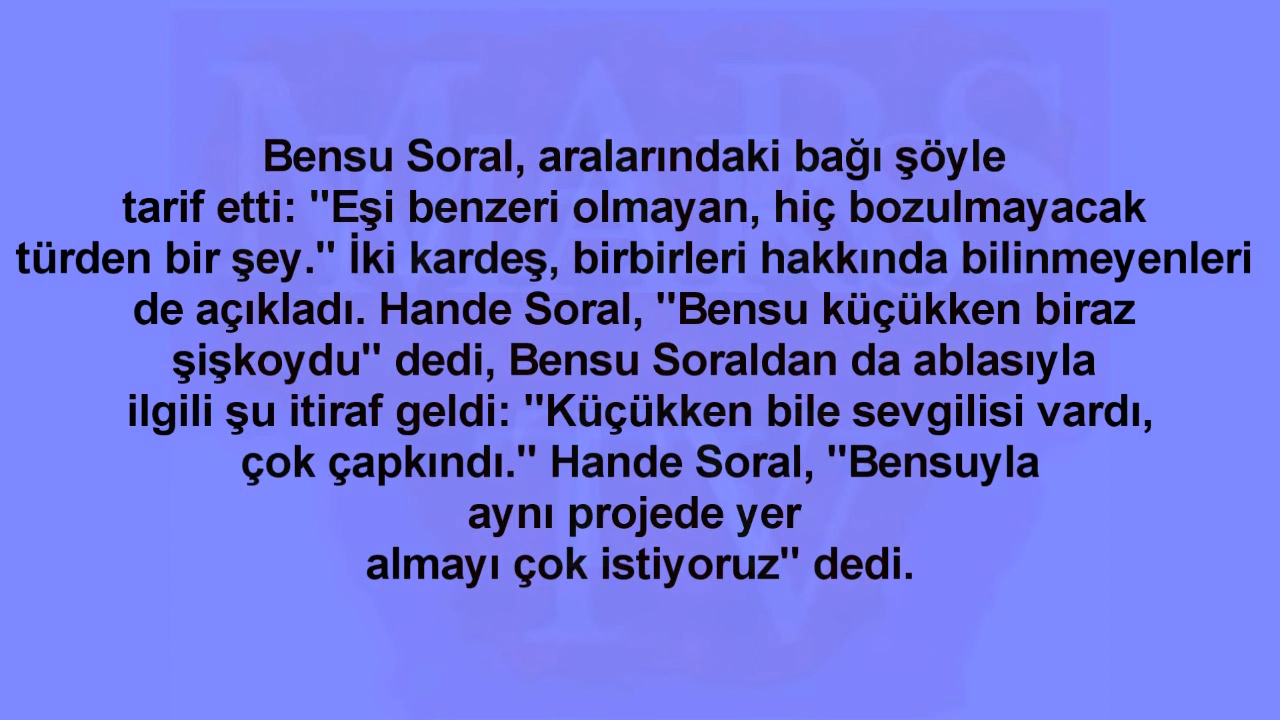 Bensu Soral, aralarındaki bağı şöyle
tarif etti: "Eşi benzeri olmayan, hiç bozulmayacak
türden bir şey." İki kardeş, birbirleri hakkında bilinmeyenleri
de açıkladı. Hande Soral, "Bensu küçükken biraz
şişkoydu" dedi, Bensu Soraldan da ablasıyla
ilgili şu itiraf geldi: "Küçükken bile sevgilisi vardı,
çok çapkındı." Hande Soral, "Bensuyla
aynı projede yer
almayı çok istiyoruz" dedi.
MARS
TV